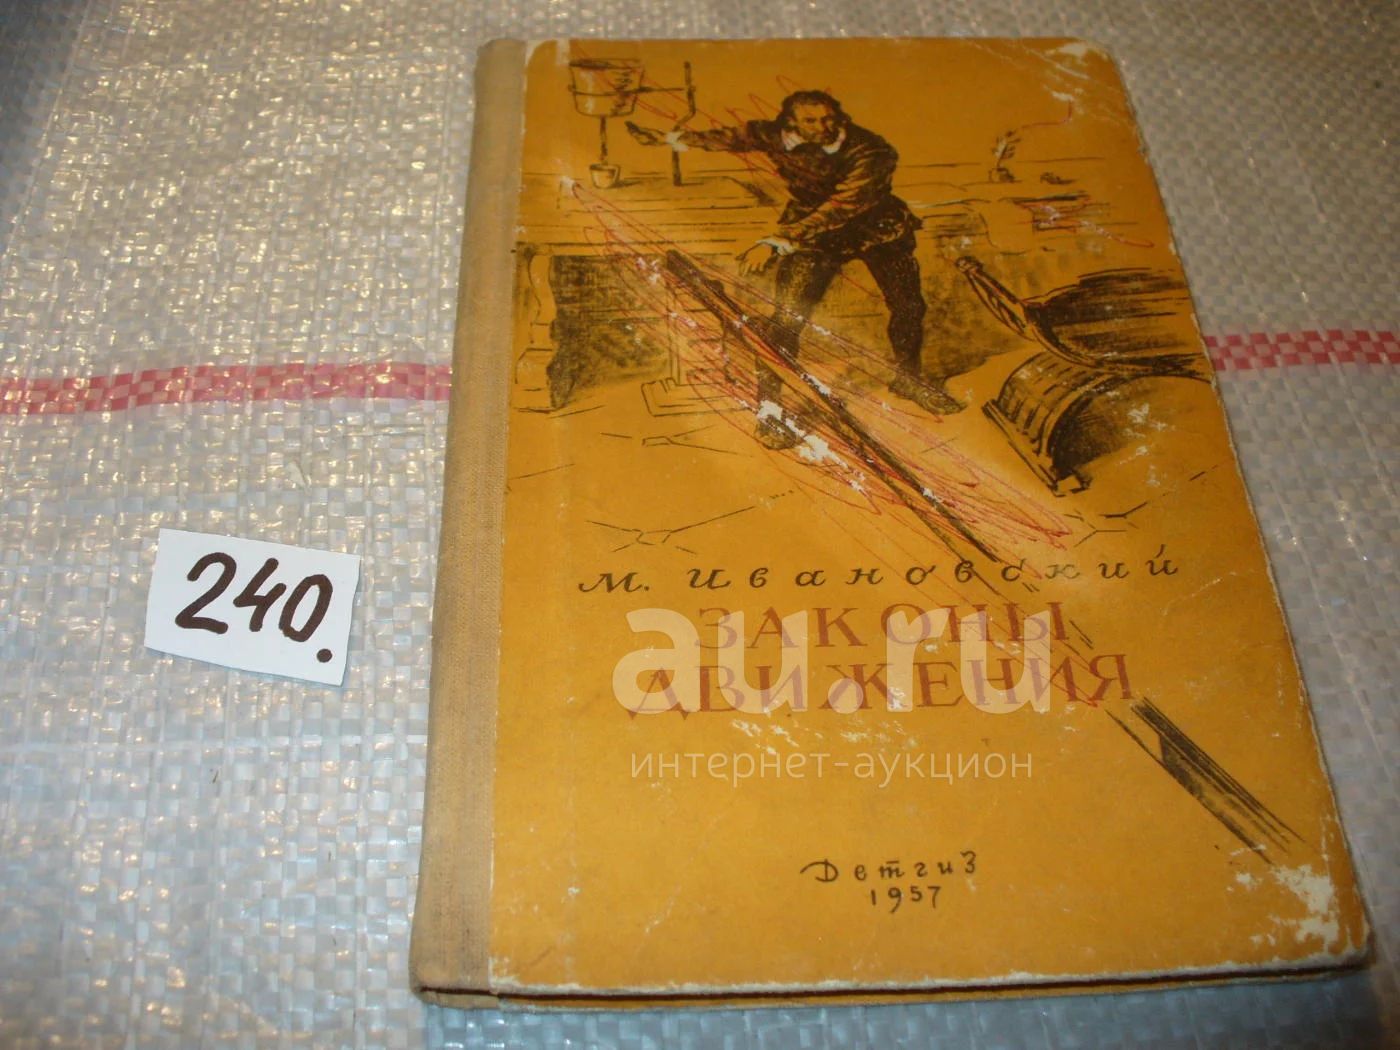 240.
М. Ивановский
ЗАКОНЫ
ДВИЖЕНИЯ
au.ru
интернет-аукцион
Детгиз
1957